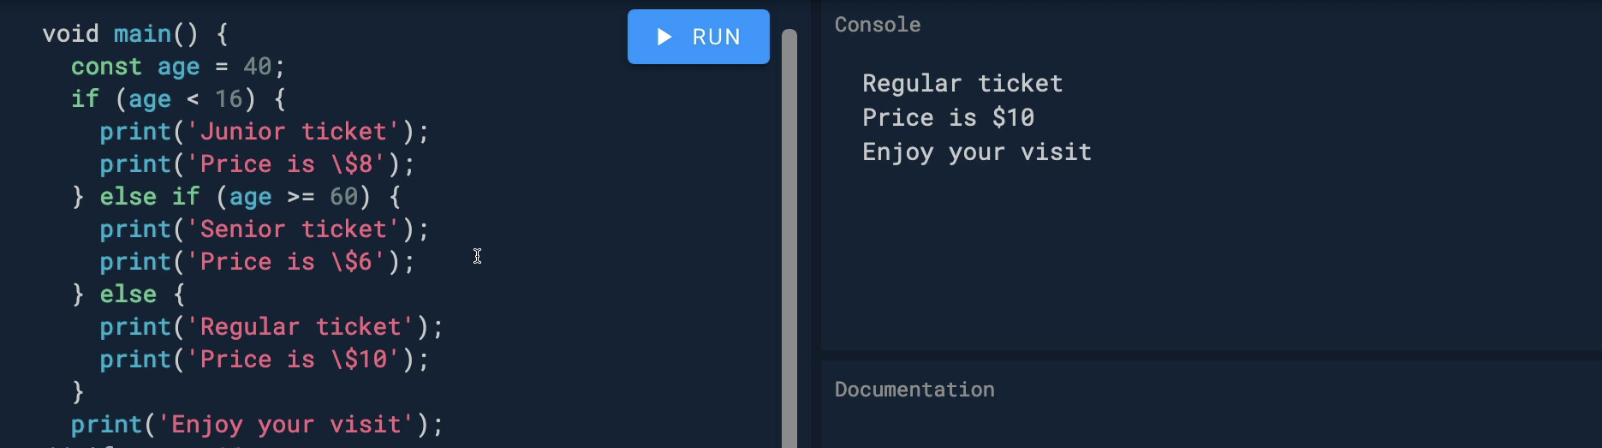 void main() {
  const age = 40;
  if (age < 16) {
    print('Junior ticket');
    print('Price is \$8');
  } else if (age >= 60) {
    print('Senior ticket');
    print('Price is \$6');
  } else {
    print('Regular ticket');
    print('Price is \$10');
  }
  print('Enjoy your visit');
RUN
Console
Regular ticket
Price is $10
Enjoy your visit
Documentation